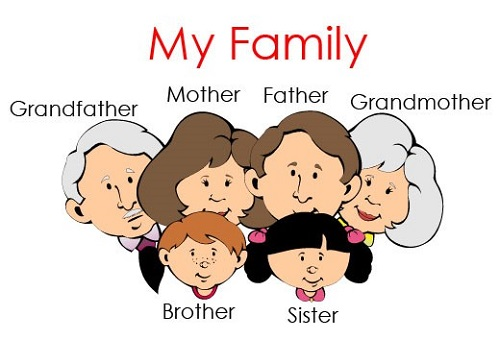 My Family
Grandfather
Mother
Father
Grandmother
Brother
Sister